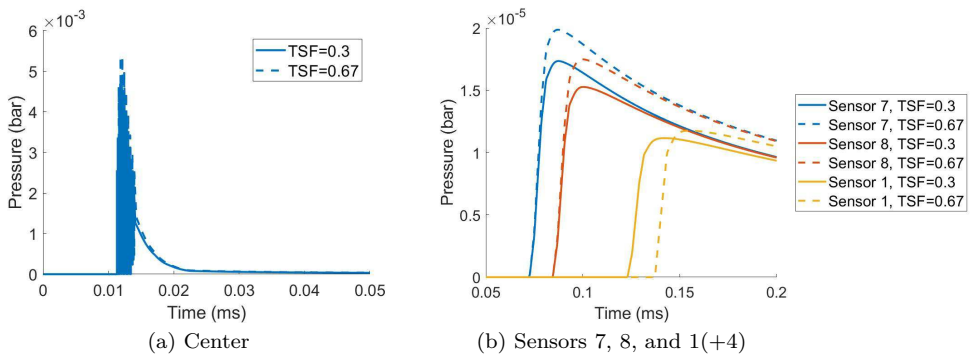 ×10⁻³
6
5
4
3
2
1
0
Pressure (bar)
0
0.01
0.02
0.03
0.04
0.05
Time (ms)
TSF=0.3
TSF=0.67
(a) Center
×10⁻⁵
2
1.5
1
0.5
0
Pressure (bar)
0.05
0.1
0.15
0.2
Time (ms)
Sensor 7, TSF=0.3
Sensor 7, TSF=0.67
Sensor 8, TSF=0.3
Sensor 8, TSF=0.67
Sensor 1, TSF=0.3
Sensor 1, TSF=0.67
(b) Sensors 7, 8, and 1(+4)